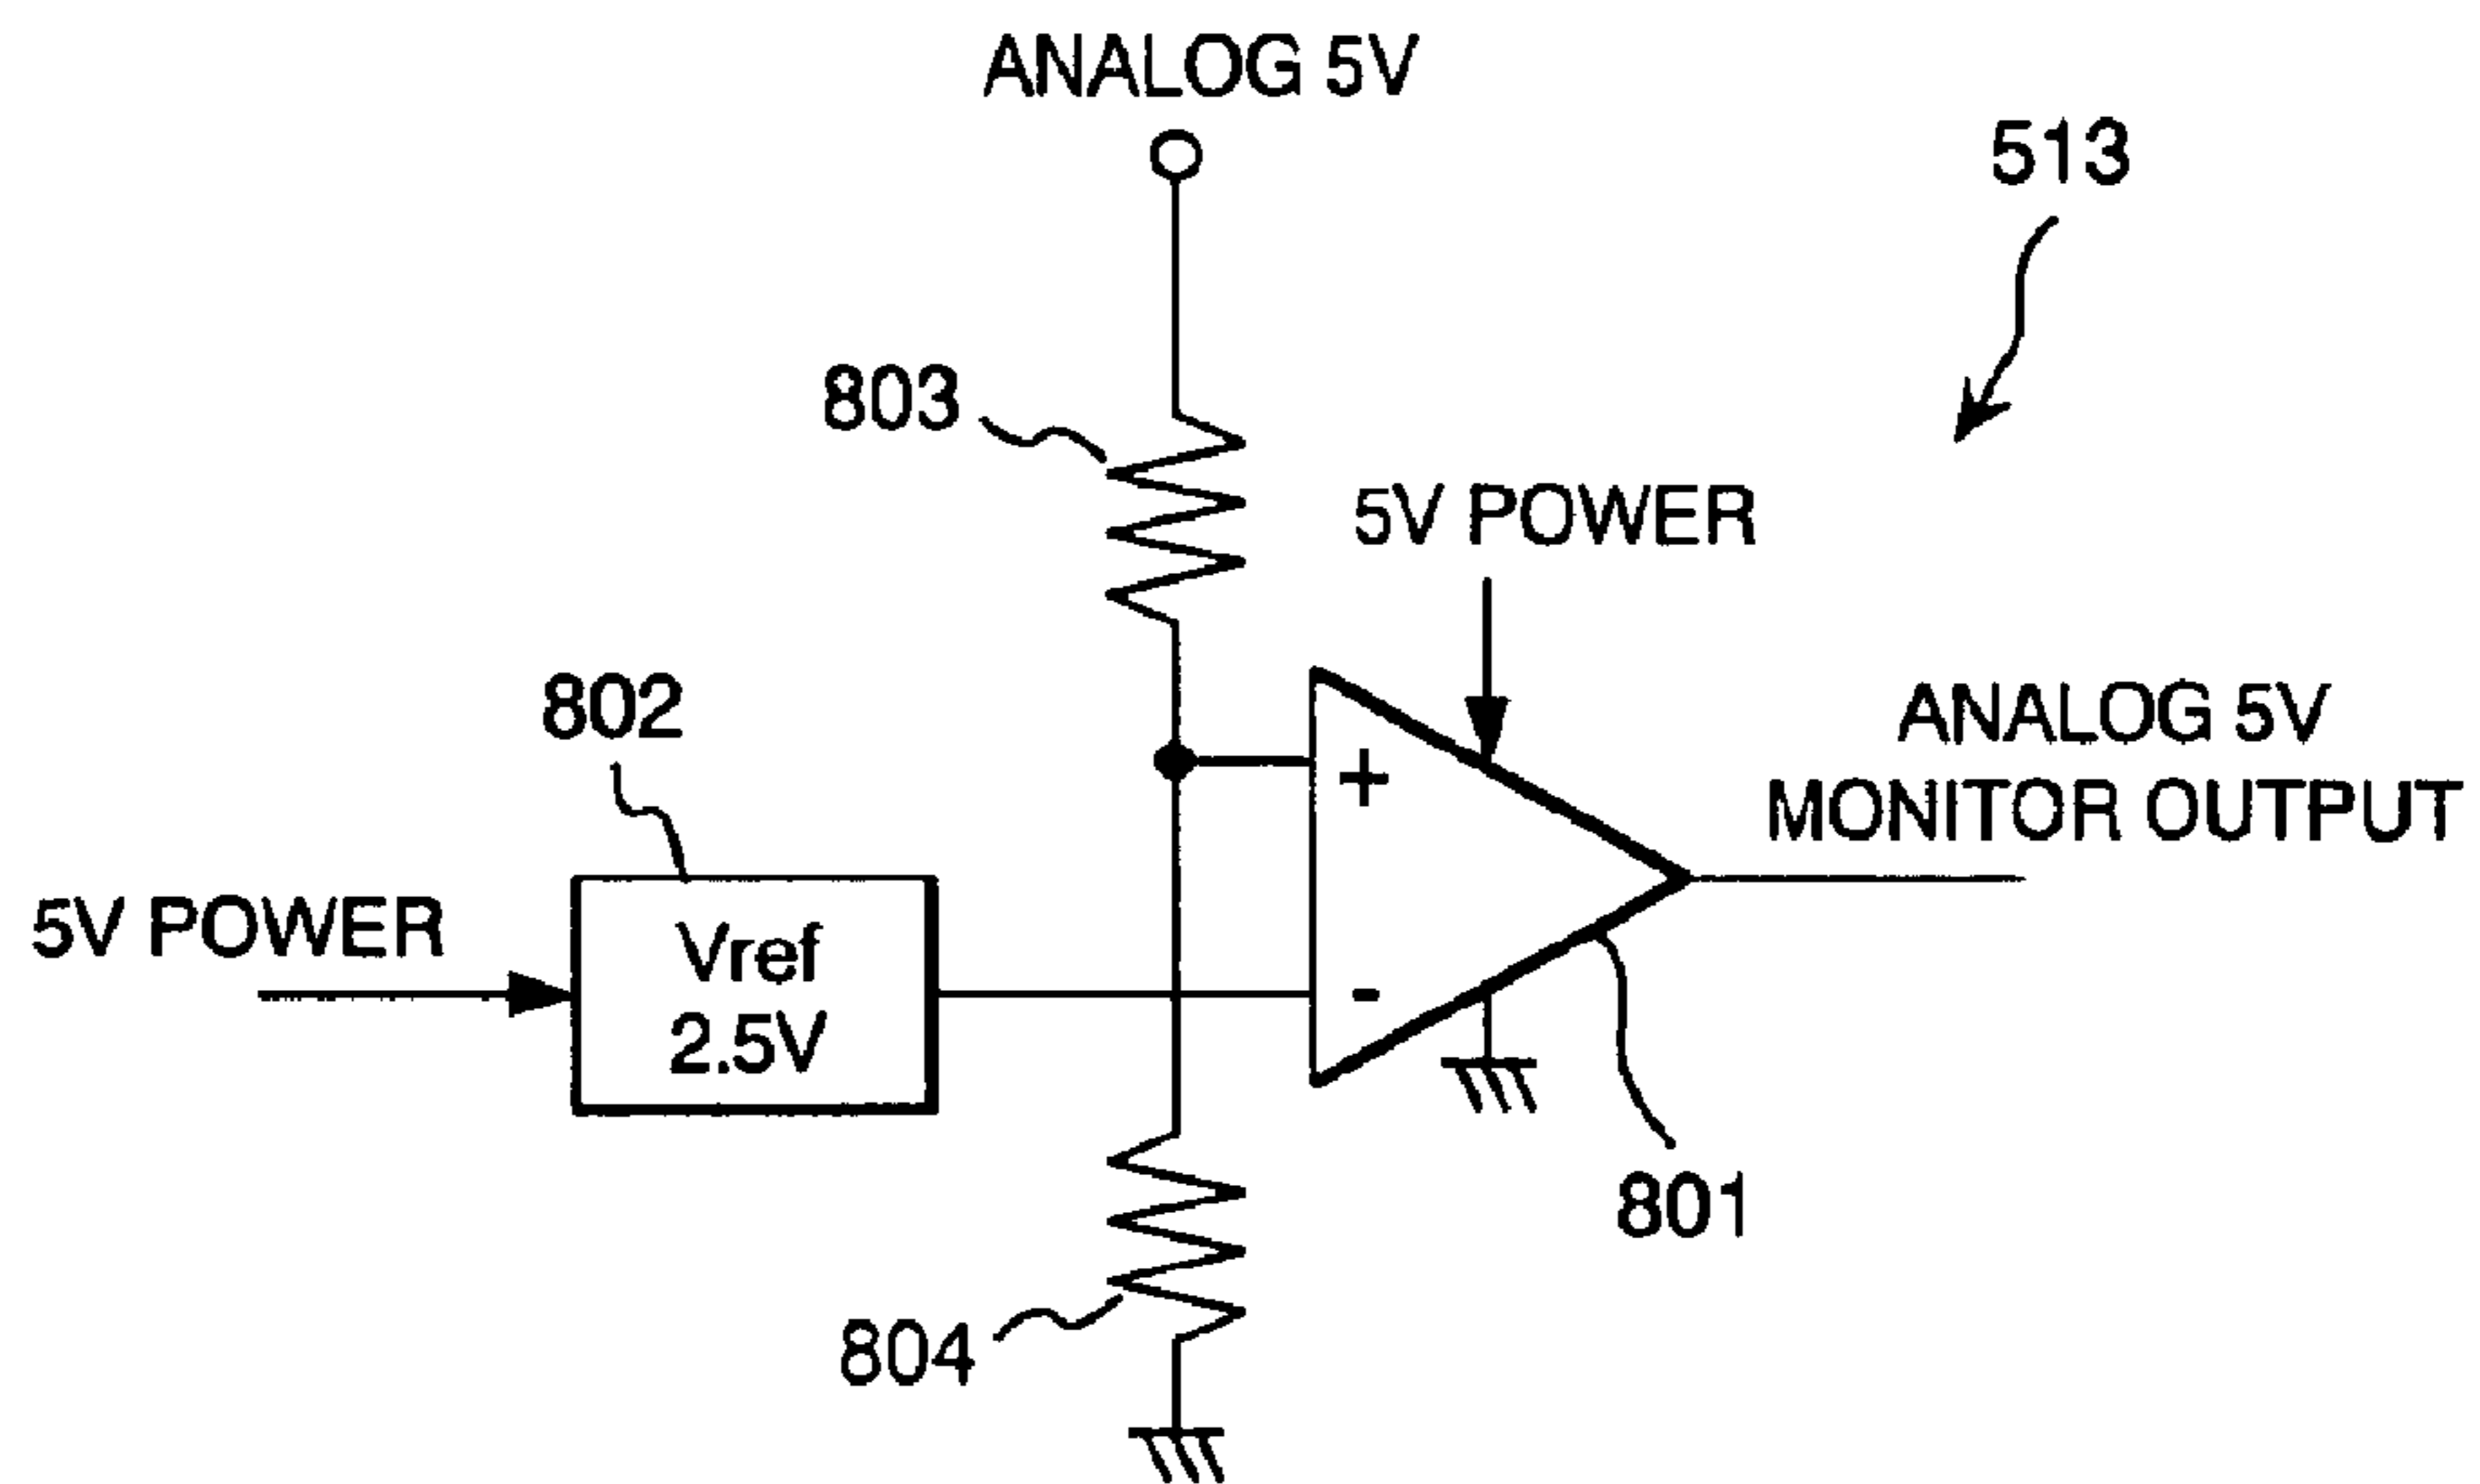 ANALOG 5V
513
803
5V POWER
802
ANALOG 5V
MONITOR OUTPUT
+
5V POWER
Vref
2.5V
-
801
804